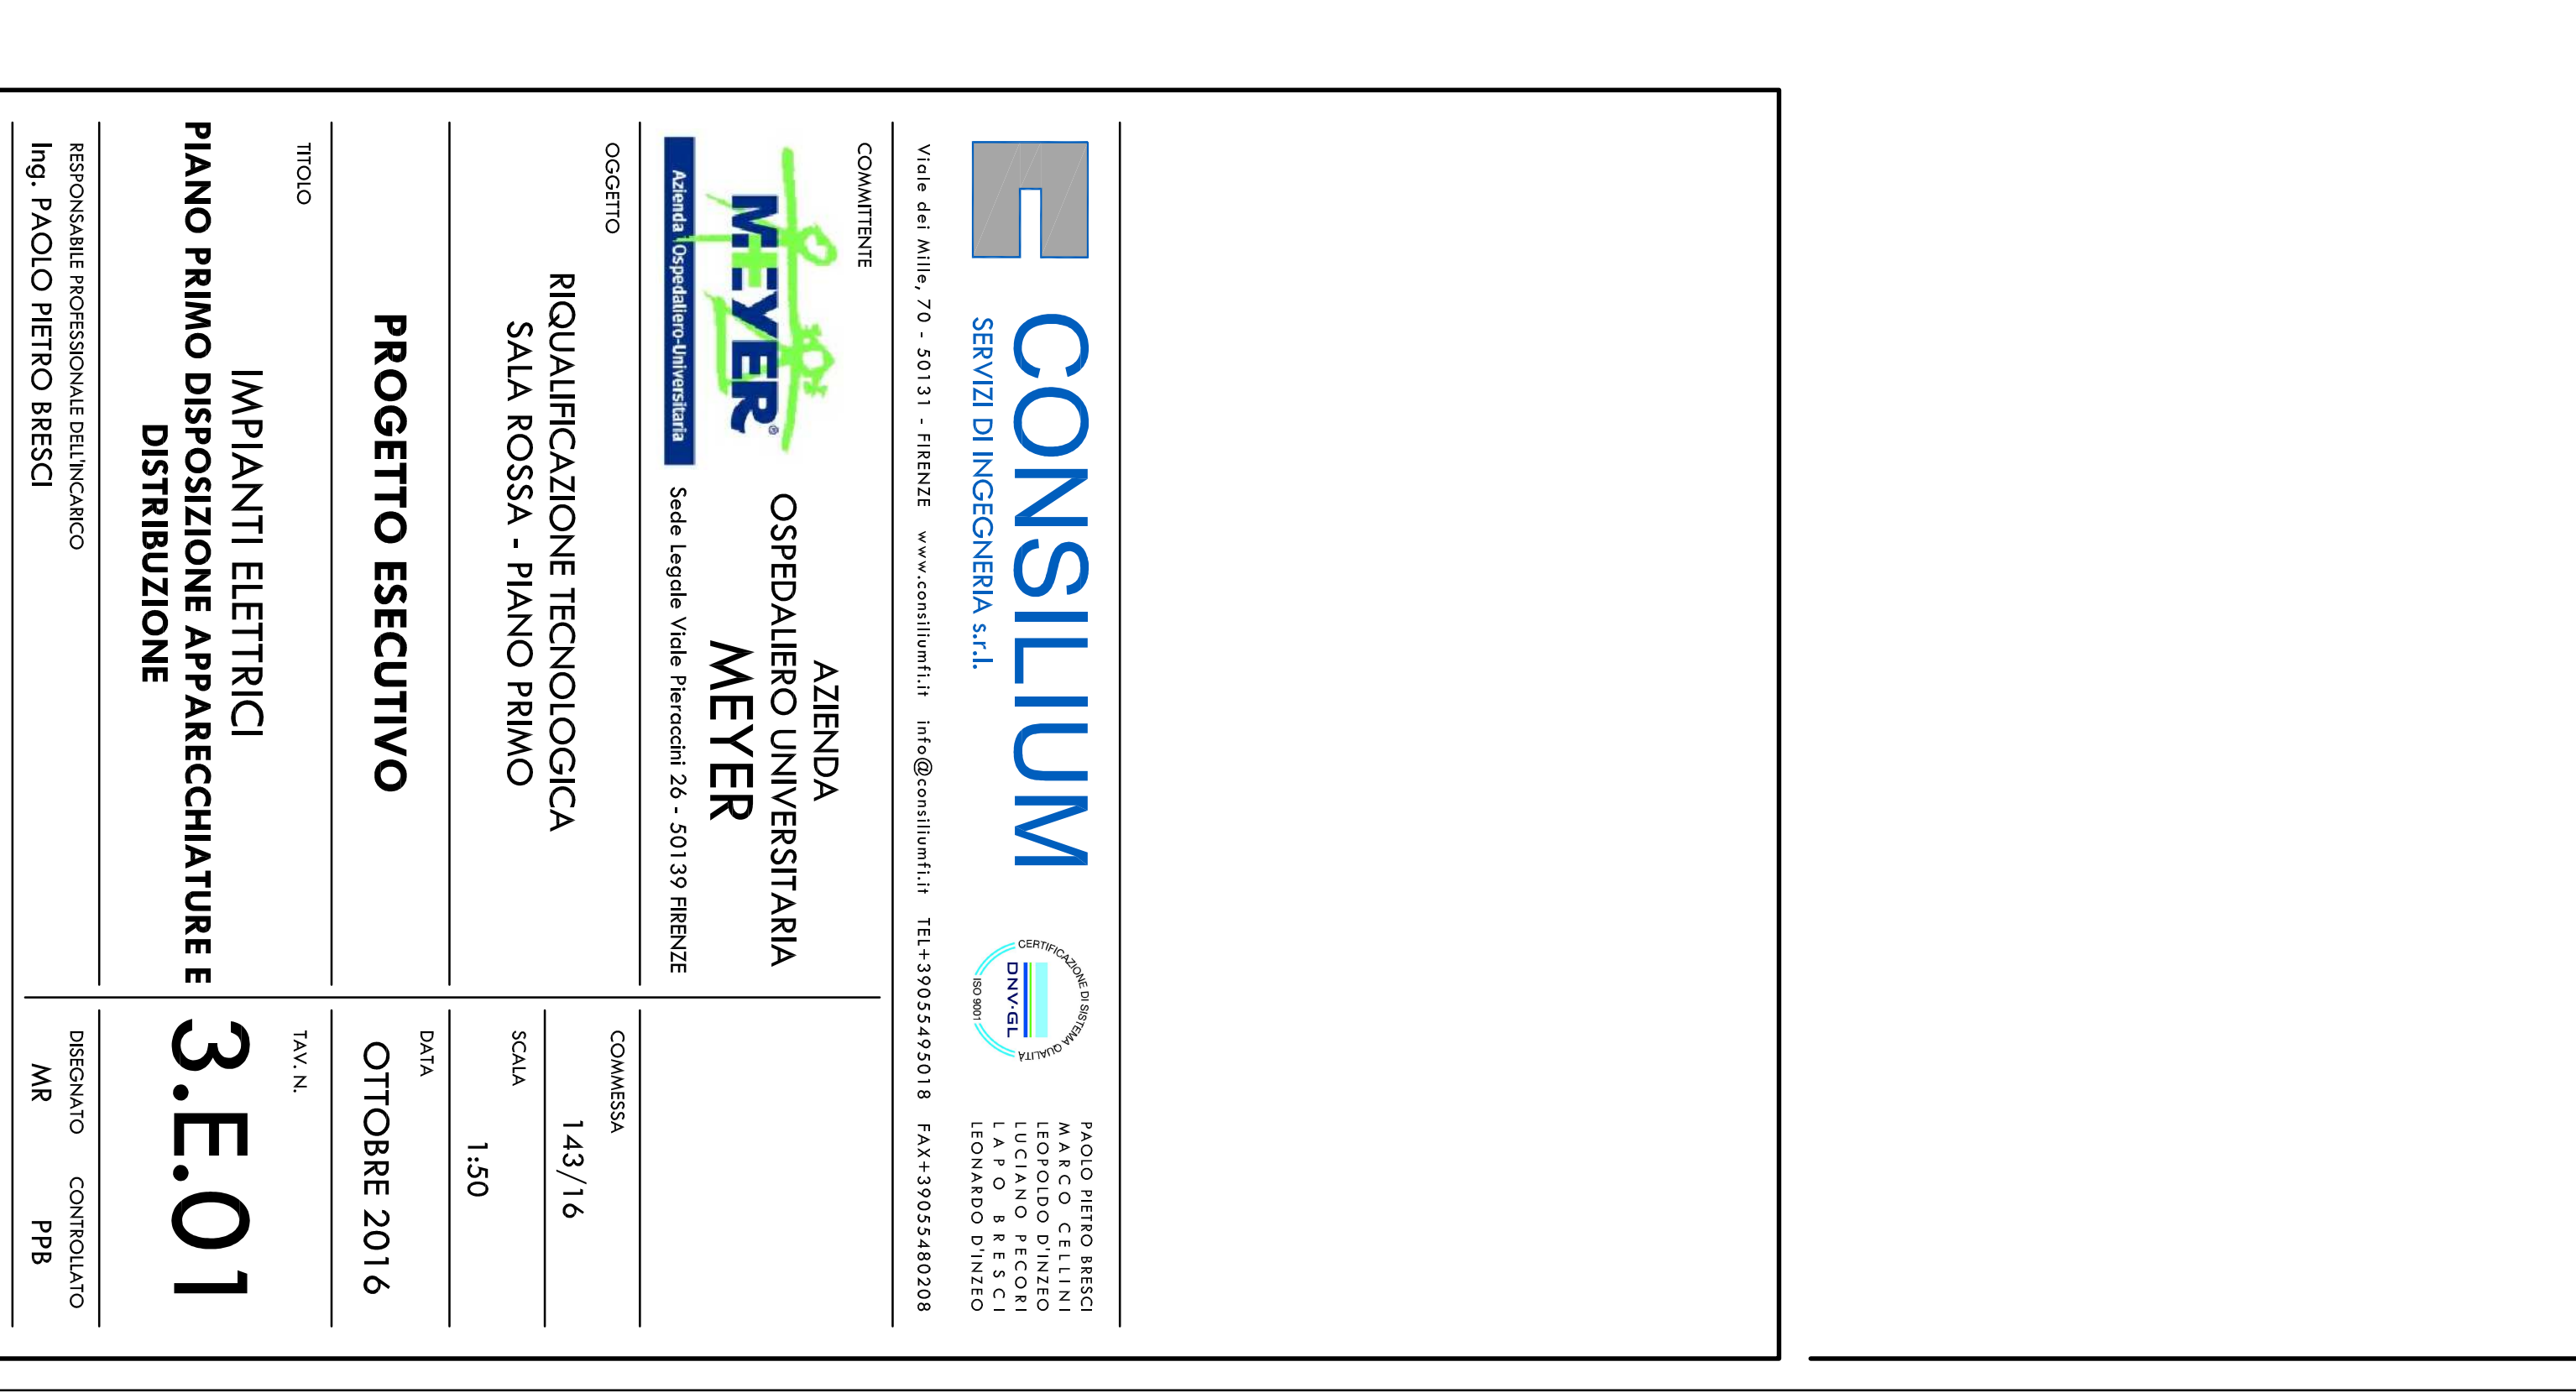 CONSILIUM
SERVIZI DI INGEGNERIA s.r.l.
CERTIFICAZIONE DI SISTEMA QUALITÀ
DNV·GL
ISO 9001
PAOLO PIETRO BRESCI
MARCO CELLINI
LEOPOLDO D'INZEO
LUCIANO PECORI
LAPO BRESCI
LEONARDO D'INZEO
Viale dei Mille, 70 - 50131 - FIRENZE www.consiliumfi.it info@consiliumfi.it TEL+390554950​18 FAX+390555480208
COMMITTENTE
MEYER®
Azienda Ospedaliero-Universitaria
AZIENDA
OSPEDALIERO UNIVERSITARIA
MEYER
Sede Legale Viale Pieraccini 26 - 50139 FIRENZE
OGGETTO
RIQUALIFICAZIONE TECNOLOGICA
SALA ROSSA - PIANO PRIMO
COMMESSA
143/16
SCALA
1:50
PROGETTO ESECUTIVO
DATA
OTTOBRE 2016
TITOLO
IMPIANTI ELETTRICI
PIANO PRIMO DISPOSIZIONE APPARECCHIATURE E
DISTRIBUZIONE
TAV. N.
3.E.01
RESPONSABILE PROFESSIONALE DELL'INCARICO
Ing. PAOLO PIETRO BRESCI
DISEGNATO
MR
CONTROLLATO
PPB